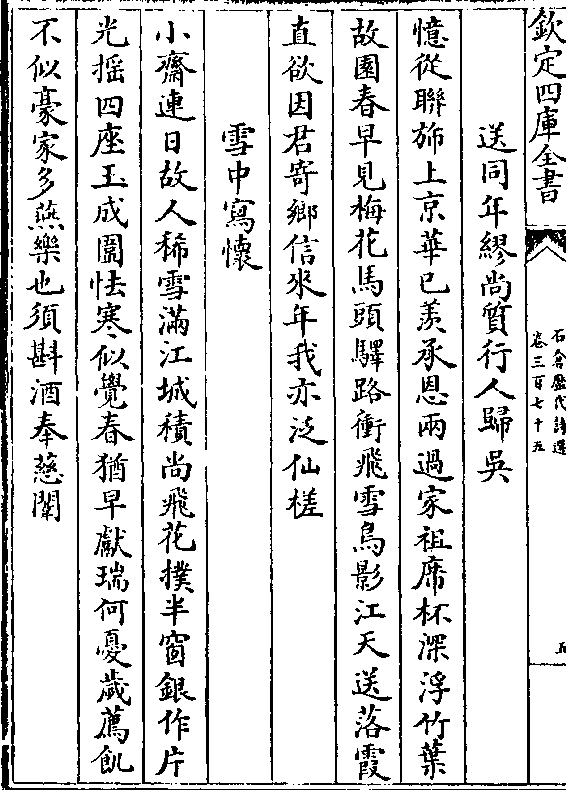 欽定四庫全書
石倉歷代詩選
卷三百七十五
五
送同年繆尚質行人歸吳
憶從聯斾上京華已羡承恩兩過家祖席杯深浮竹葉
故園春早見梅花馬頭驛路衝飛雪烏影江天送落霞
直欲因君寄鄉信來年我亦泛仙槎
雪中寫懷
小齋連日故人稀雪滿江城積尚飛花撲半窗銀作片
光揺四座玉成圍怯寒似覺春猶早獻瑞何憂歲薦飢
不似豪家多燕樂也須斟酒奉慈闈